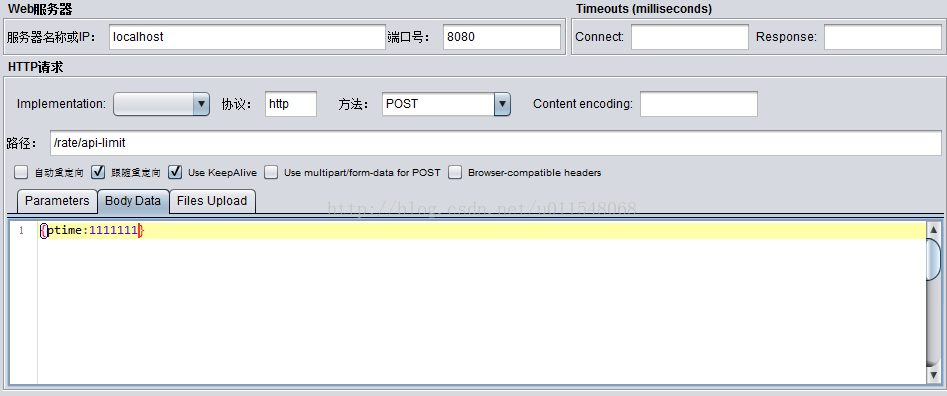 Web服务器
Timeouts (milliseconds)
服务器名称或IP： localhost 端口号： 8080
Connect: Response:
HTTP请求
Implementation: 协议： http 方法： POST Content encoding:
路径： /rate/api-limit
自动重定向 跟随重定向 Use KeepAlive Use multipart/form-data for POST Browser-compatible headers
Parameters Body Data Files Upload
http://blog.csdn.net/u011548068
1 {ptime:1111111}